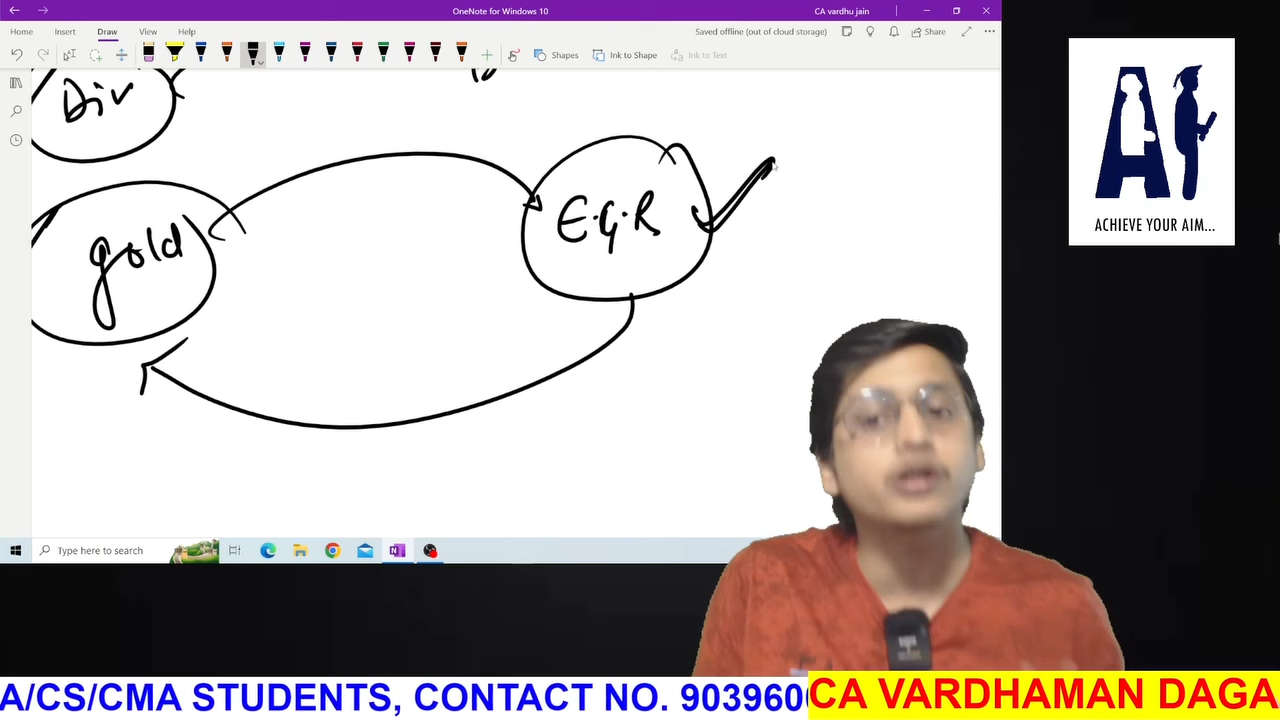 OneNote for Windows 10
CA vardhu jain
Home Insert Draw View Help
Saved offline (out of cloud storage)
Share
Shapes
Ink to Shape
Ink to Text
Div
gold
E.G.R
ACHIEVE YOUR AIM...
Type here to search
A/CS/CMA STUDENTS, CONTACT NO. 903960
CA VARDHAMAN DAGA